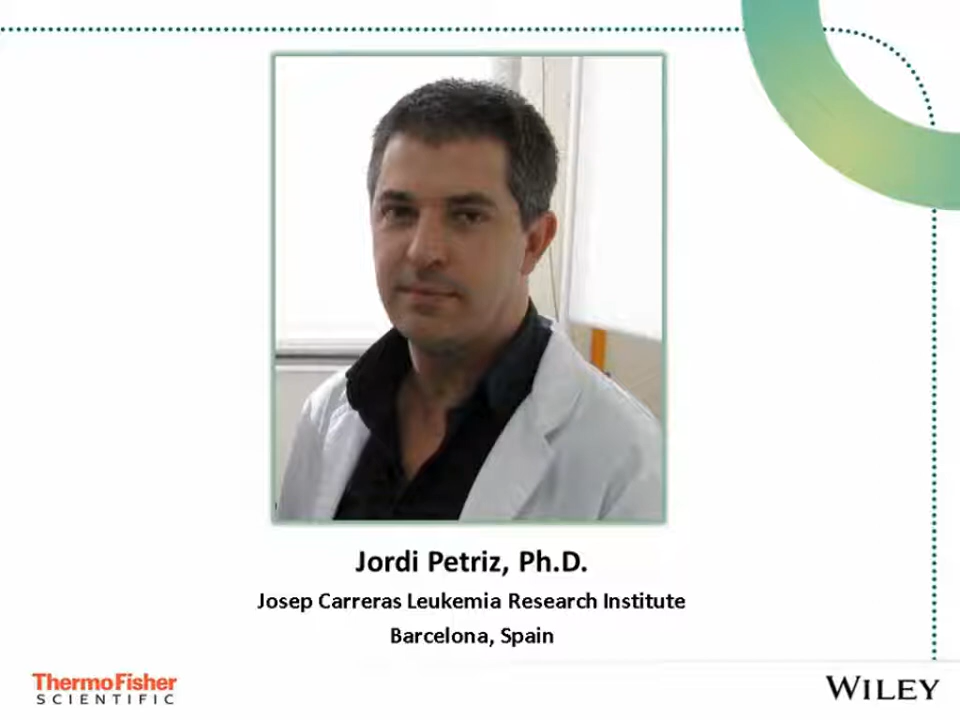 Jordi Petriz, Ph.D.
Josep Carreras Leukemia Research Institute
Barcelona, Spain
ThermoFisher
SCIENTIFIC
WILEY